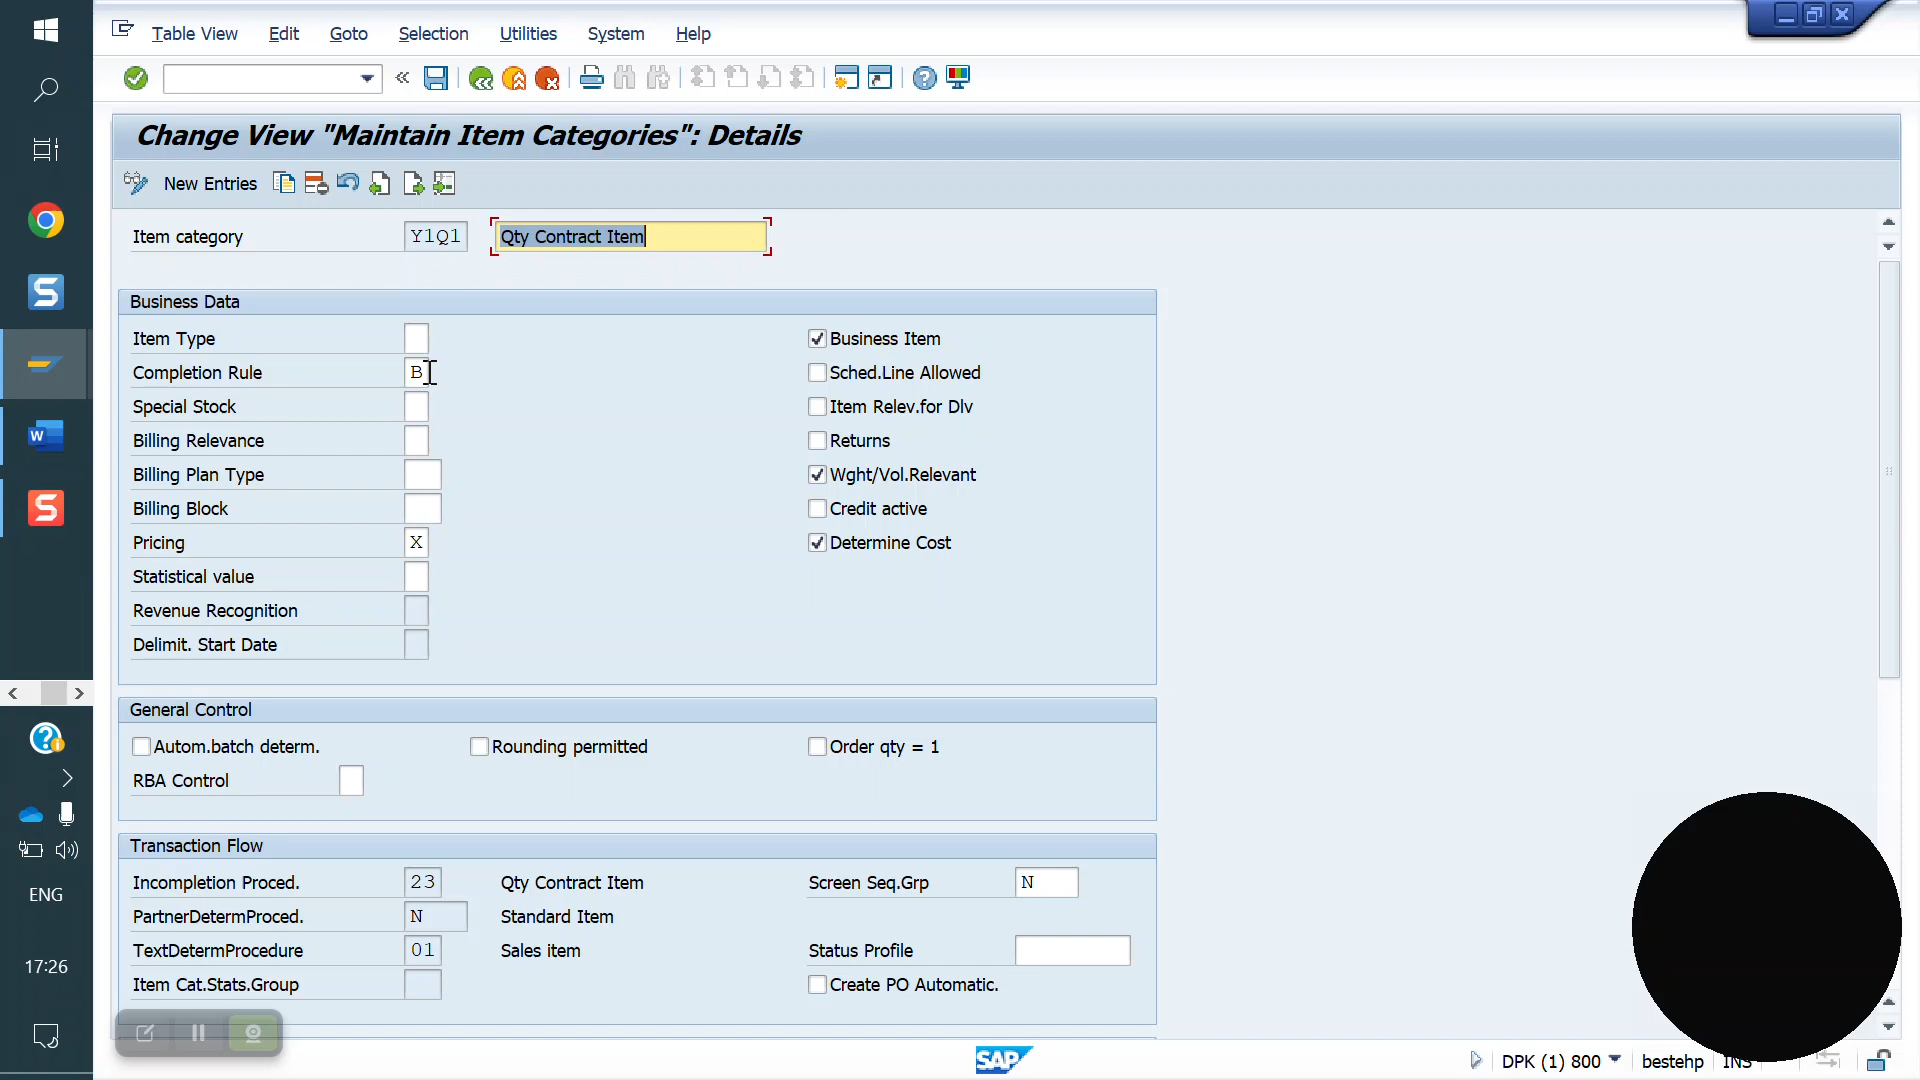 Table View Edit Goto Selection Utilities System Help
Change View "Maintain Item Categories": Details
New Entries
Item category Y1Q1 Qty Contract Item
Business Data
Item Type Business Item
Completion Rule B Sched.Line Allowed
Special Stock Item Relev.for Dlv
Billing Relevance Returns
Billing Plan Type Wght/Vol.Relevant
Billing Block Credit active
Pricing X Determine Cost
Statistical value
Revenue Recognition
Delimit. Start Date
General Control
Autom.batch determ. Rounding permitted Order qty = 1
RBA Control
Transaction Flow
Incompletion Proced. 23 Qty Contract Item Screen Seq.Grp N
PartnerDetermProced. N Standard Item
TextDetermProcedure 01 Sales item Status Profile
Item Cat.Stats.Group Create PO Automatic.
ENG
17:26
SAP DPK (1) 800 bestehp INS